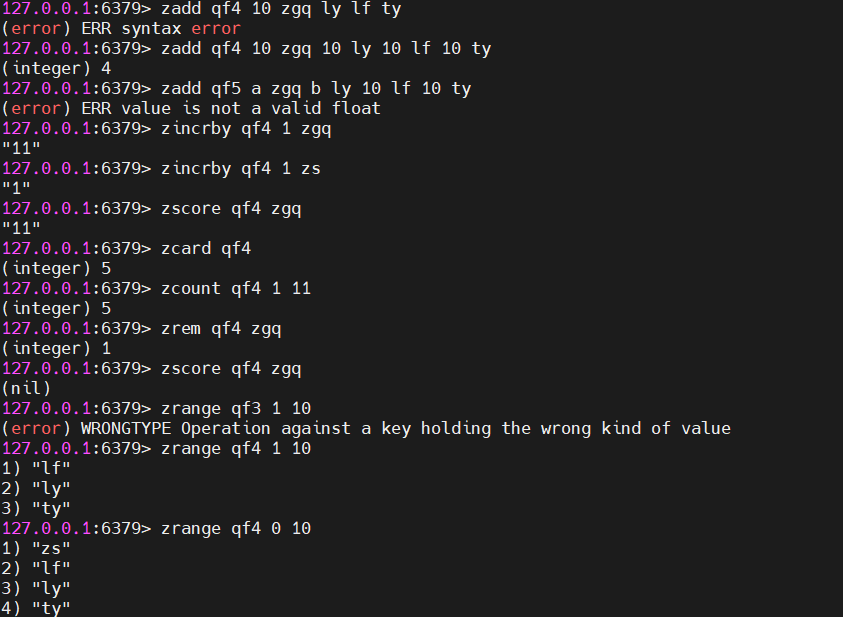 127.0.0.1:6379> zadd qf4 10 zgq ly lf ty
(error) ERR syntax error
127.0.0.1:6379> zadd qf4 10 zgq 10 ly 10 lf 10 ty
(integer) 4
127.0.0.1:6379> zadd qf5 a zgq b ly 10 lf 10 ty
(error) ERR value is not a valid float
127.0.0.1:6379> zincrby qf4 1 zgq
"11"
127.0.0.1:6379> zincrby qf4 1 zs
"1"
127.0.0.1:6379> zscore qf4 zgq
"11"
127.0.0.1:6379> zcard qf4
(integer) 5
127.0.0.1:6379> zcount qf4 1 11
(integer) 5
127.0.0.1:6379> zrem qf4 zgq
(integer) 1
127.0.0.1:6379> zscore qf4 zgq
(nil)
127.0.0.1:6379> zrange qf3 1 10
(error) WRONGTYPE Operation against a key holding the wrong kind of value
127.0.0.1:6379> zrange qf4 1 10
1) "lf"
2) "ly"
3) "ty"
127.0.0.1:6379> zrange qf4 0 10
1) "zs"
2) "lf"
3) "ly"
4) "ty"